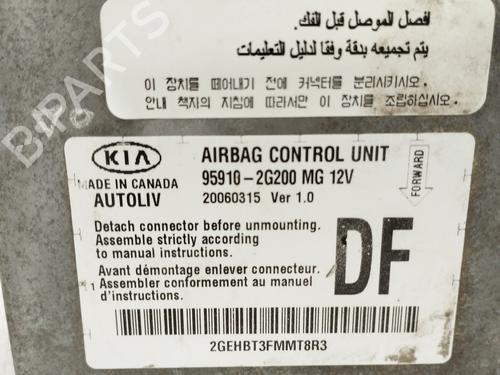 افصل الموصل قبل الفك.
يتم تجميعه بدقة وفقا لدليل التعليمات
이 장치를 떼어내기 전에 커넥터를 분리시키시오.
안내 책자의 지침에 따라서만 이 장치를 조립하십시오.
KIA
MADE IN CANADA
AUTOLIV
AIRBAG CONTROL UNIT
95910-2G200 MG 12V
20060315 Ver 1.0
FORWARD
Detach connector before unmounting.
Assemble strictly according
to manual instructions.
Avant démontage enlever connecteur.
Assembler conformement au manuel
d'instructions.
DF
2GEHBT3FMMT8R3
B-PARTS